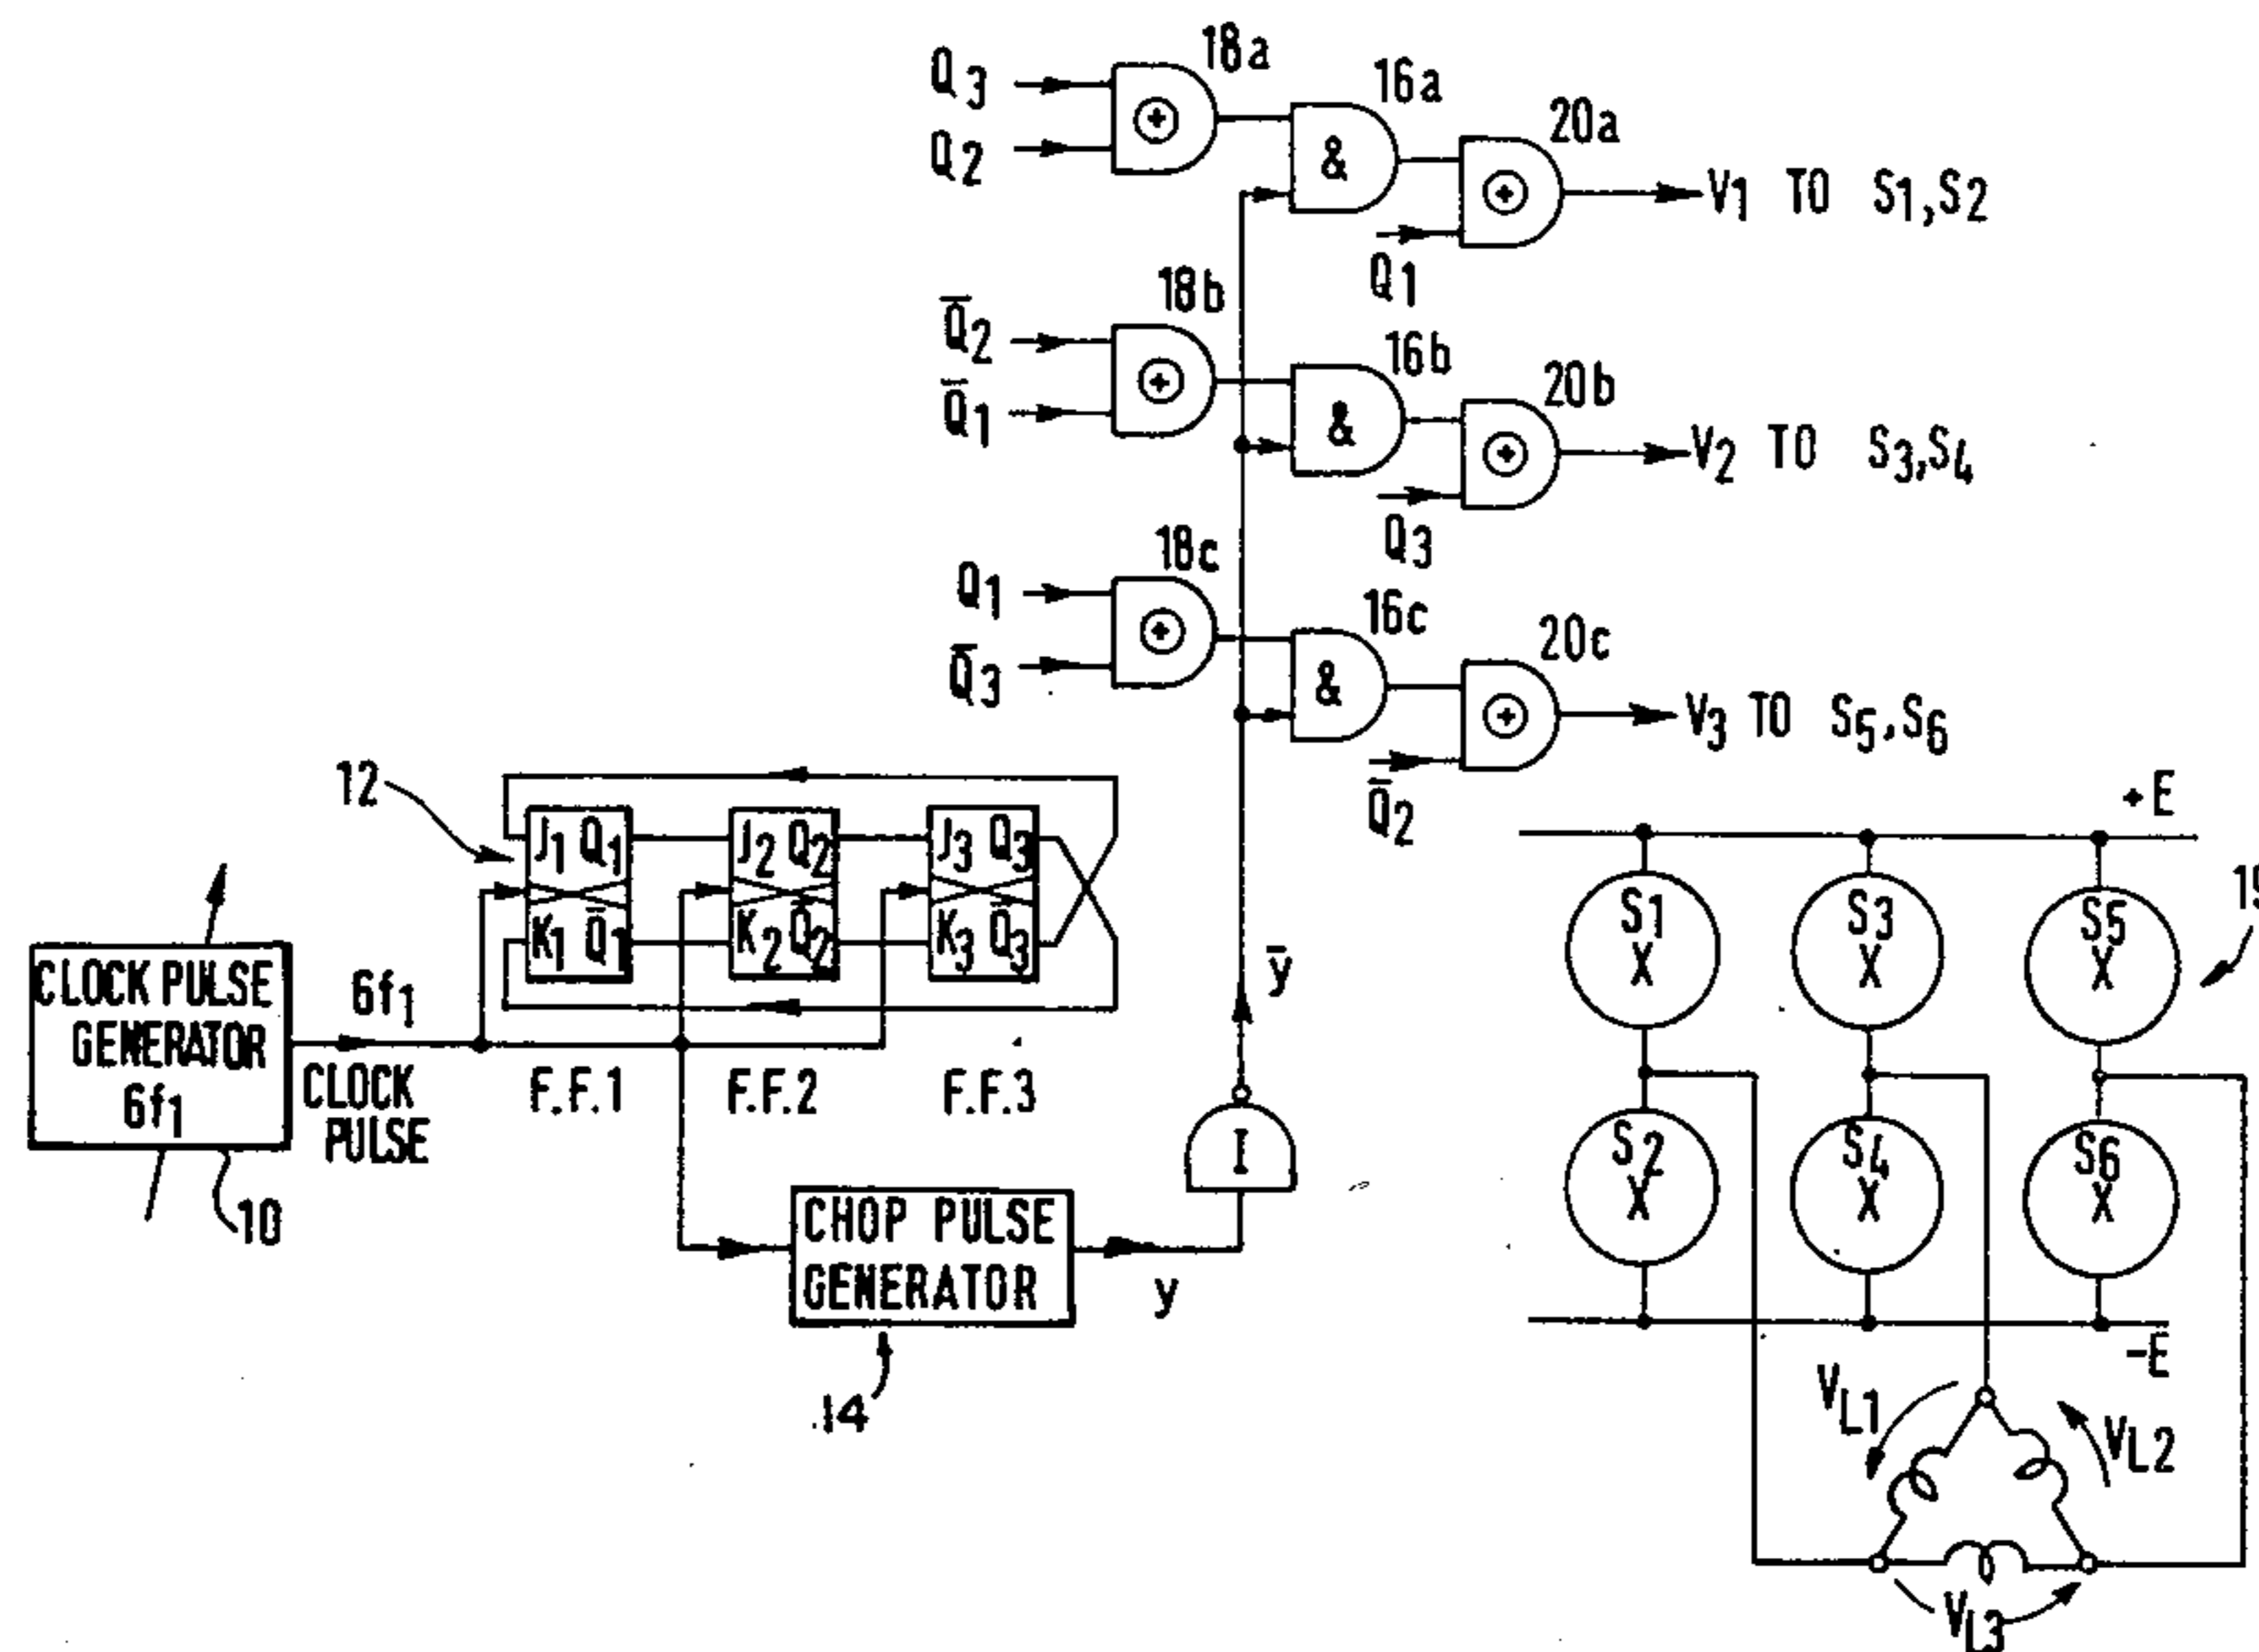 Q3
Q2
18a
16a
20a
&
V1 TO S1,S2
Q1
Q̄2
Q̄1
18b
16b
20b
&
V2 TO S3,S4
Q3
Q1
Q̄3
18c
16c
20c
&
V3 TO S5,S6
Q̄2
12
J1 Q1
K1 Q̄1
J2 Q2
K2 Q̄2
J3 Q3
K3 Q̄3
CLOCK PULSE
GENERATOR
6f1
10
6f1
CLOCK
PULSE
F.F.1
F.F.2
F.F.3
CHOP PULSE
GENERATOR
14
y
I
ȳ
+E
S1
X
S3
X
S5
X
S2
X
S4
X
S6
X
-E
VL1
VL2
VL3